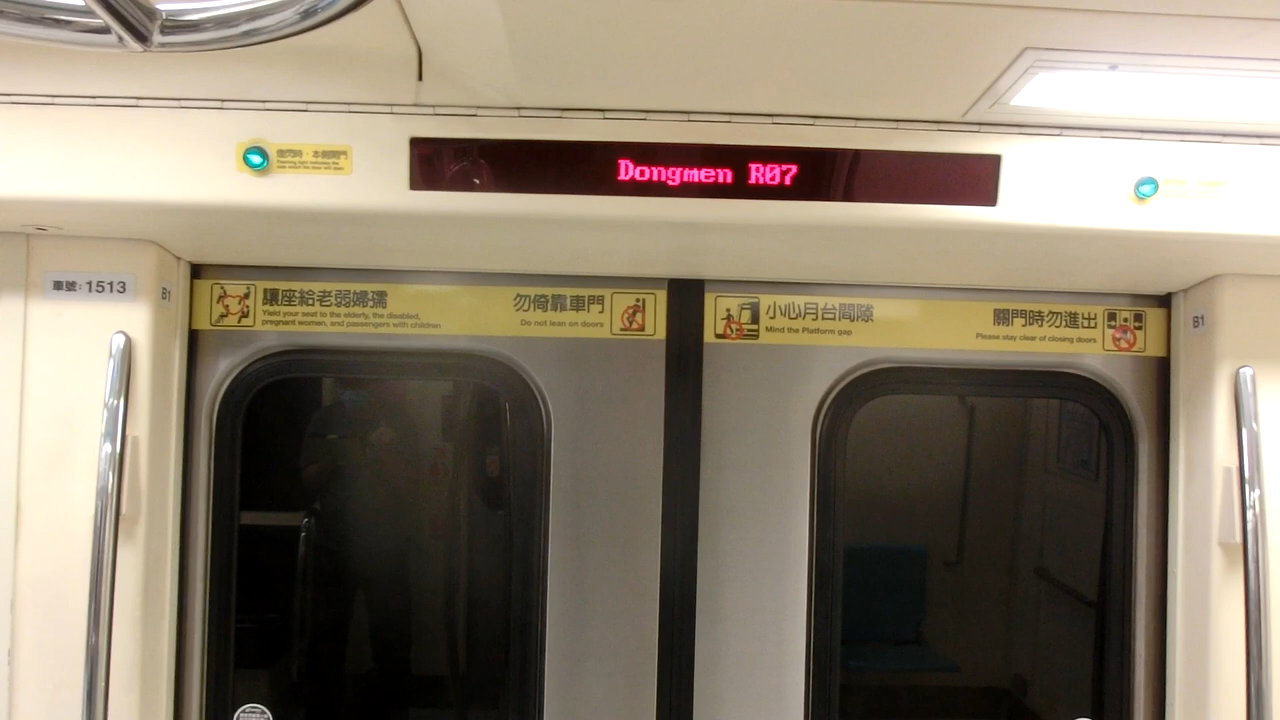 Dongmen R07
車號:1513
B1
讓座給老弱婦孺
Yield your seat to the elderly, the disabled,
pregnant women, and passengers with children
勿倚靠車門
Do not lean on doors
小心月台間隙
Mind the Platform gap
關門時勿進出
Please stay clear of closing doors
B1